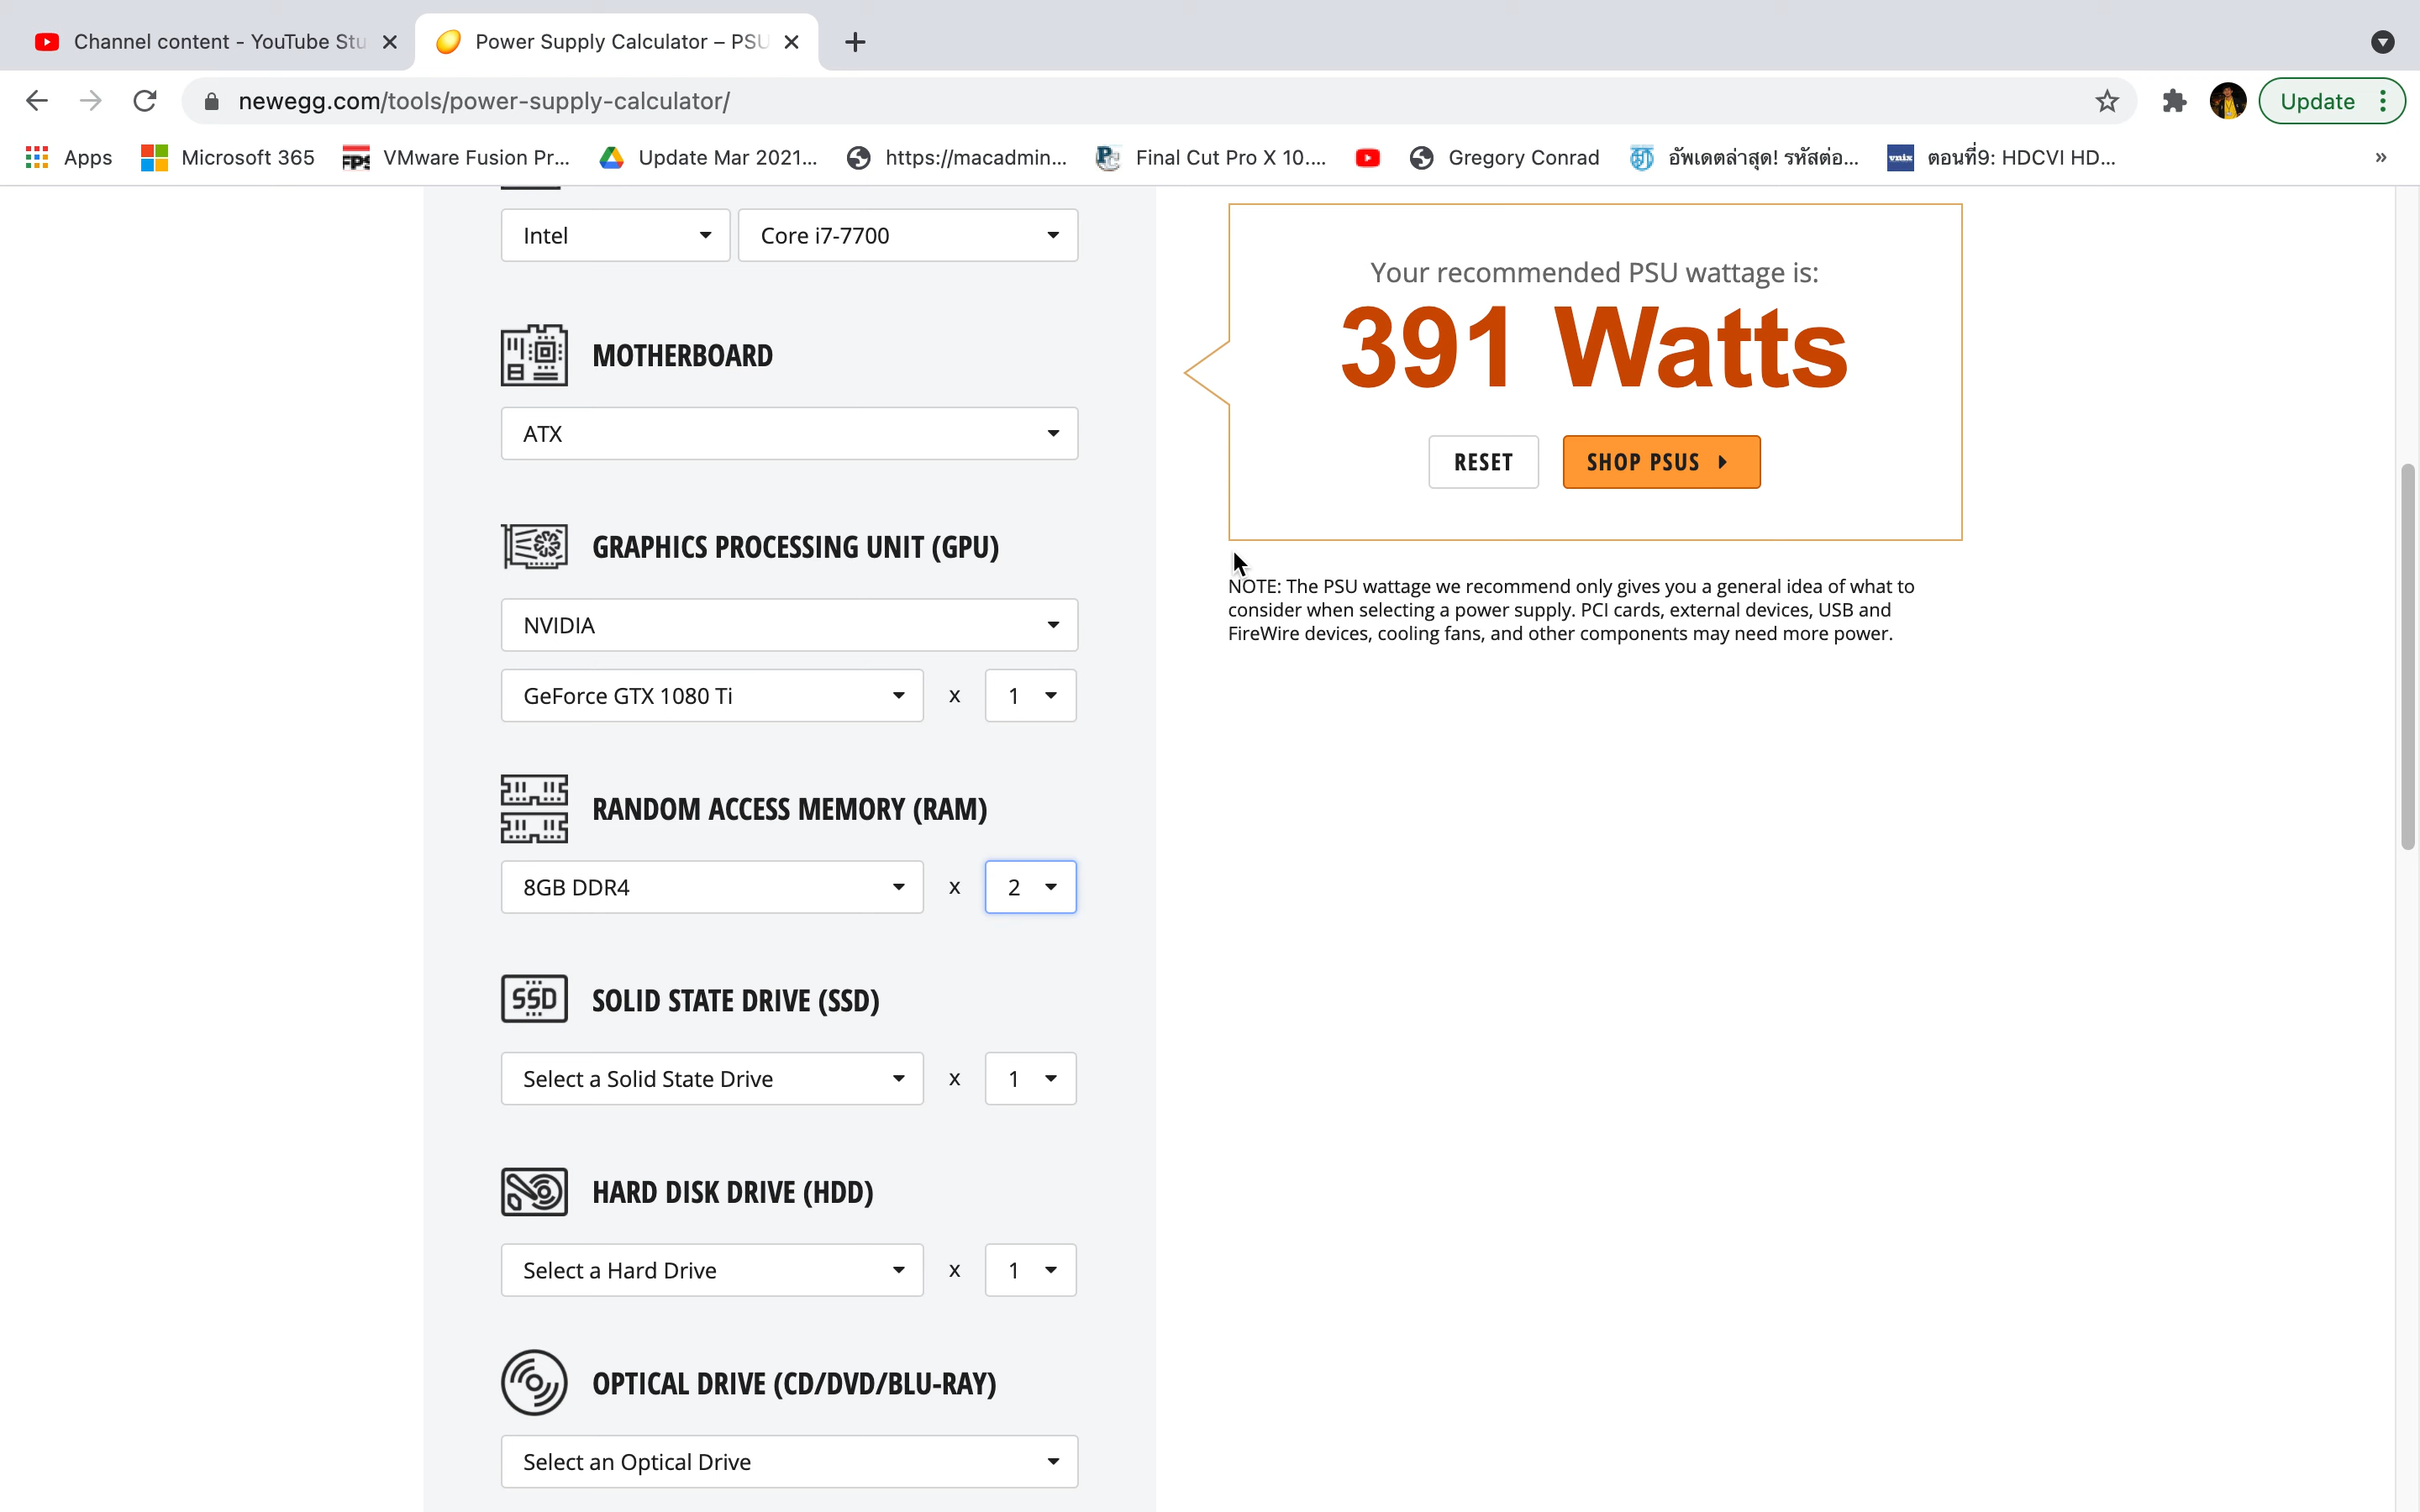 Channel content - YouTube Stu
Power Supply Calculator – PSU
newegg.com/tools/power-supply-calculator/
Update
Apps
Microsoft 365
FPS
VMware Fusion Pr...
Update Mar 2021...
https://macadmin...
Final Cut Pro X 10....
Gregory Conrad
อัพเดตล่าสุด! รหัสต่อ...
vnix
ตอนที่9: HDCVI HD...
»
Intel
Core i7-7700
MOTHERBOARD
ATX
GRAPHICS PROCESSING UNIT (GPU)
NVIDIA
GeForce GTX 1080 Ti x 1
RANDOM ACCESS MEMORY (RAM)
8GB DDR4 x 2
SSD SOLID STATE DRIVE (SSD)
Select a Solid State Drive x 1
HARD DISK DRIVE (HDD)
Select a Hard Drive x 1
OPTICAL DRIVE (CD/DVD/BLU-RAY)
Select an Optical Drive
Your recommended PSU wattage is:
391 Watts
RESET
SHOP PSUS
NOTE: The PSU wattage we recommend only gives you a general idea of what to
consider when selecting a power supply. PCI cards, external devices, USB and
FireWire devices, cooling fans, and other components may need more power.